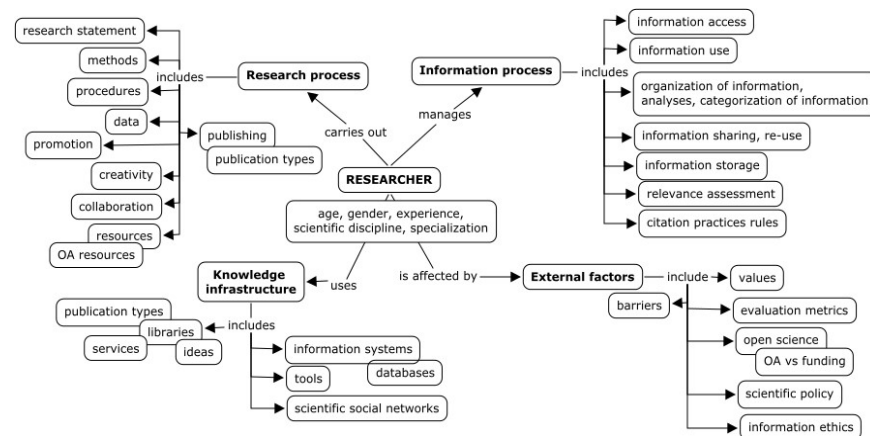 research statement
methods
procedures
data
promotion
creativity
collaboration
resources
OA resources
includes
publishing
publication types
Research process
carries out
Information process
manages
includes
information access
information use
organization of information,
analyses, categorization of information
information sharing, re-use
information storage
relevance assessment
citation practices rules
RESEARCHER
age, gender, experience,
scientific discipline, specialization
uses
Knowledge
infrastructure
includes
publication types
libraries
services
ideas
information systems
databases
tools
scientific social networks
is affected by
External factors
include
barriers
values
evaluation metrics
open science
OA vs funding
scientific policy
information ethics